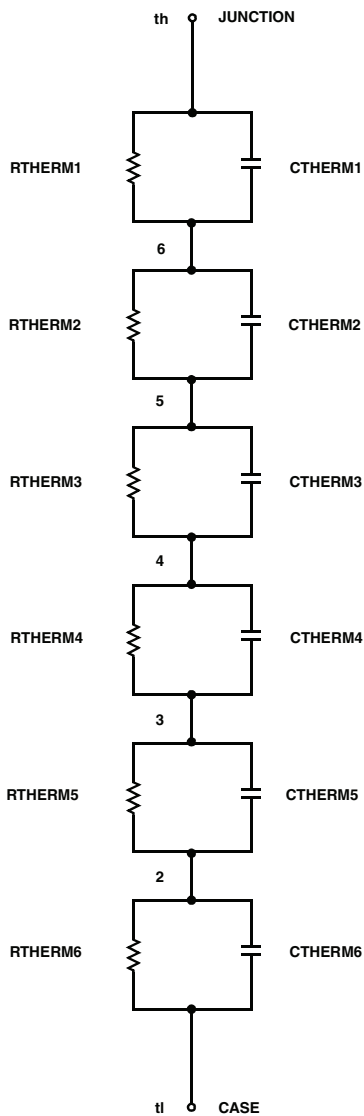 th JUNCTION
RTHERM1 CTHERM1
6
RTHERM2 CTHERM2
5
RTHERM3 CTHERM3
4
RTHERM4 CTHERM4
3
RTHERM5 CTHERM5
2
RTHERM6 CTHERM6
tl CASE